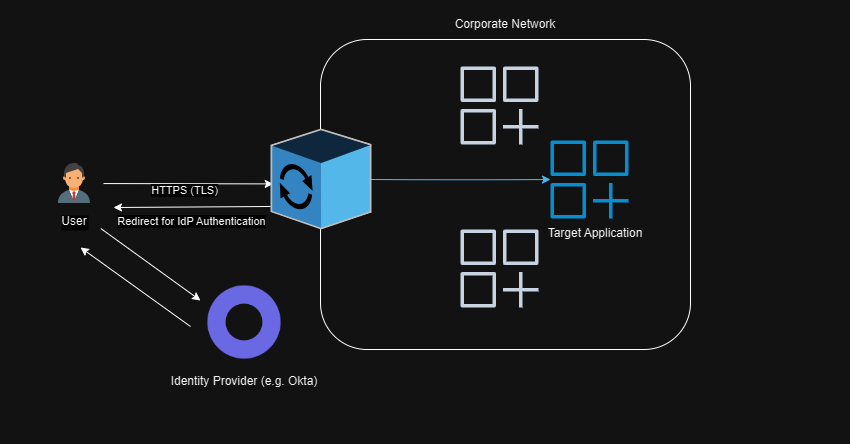 Corporate Network
HTTPS (TLS)
User
Redirect for IdP Authentication
Target Application
Identity Provider (e.g. Okta)